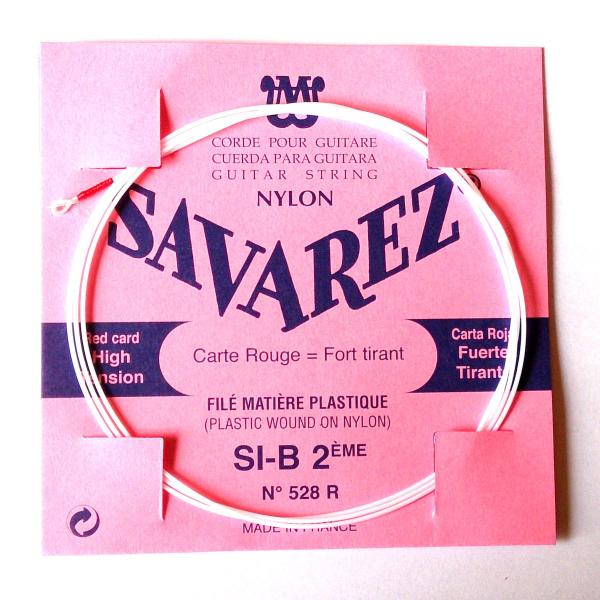 CORDE POUR GUITARE
CUERDA PARA GUITARA
GUITAR STRING
NYLON
SAVAREZ®
Red card
High
Tension
Carte Rouge = Fort tirant
Carta Roja
Fuerte
Tirante
FILÉ MATIÈRE PLASTIQUE
(PLASTIC WOUND ON NYLON)
SI-B 2ÈME
N° 528 R
MADE IN FRANCE